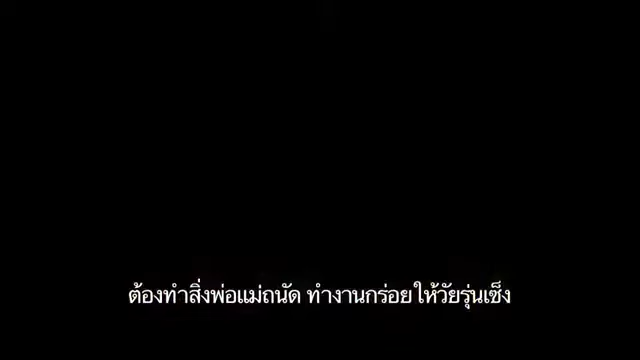 ต้องทำสิ่งพ่อแม่ถนัด ทำงานกร่อยให้วัยรุ่นเซ็ง